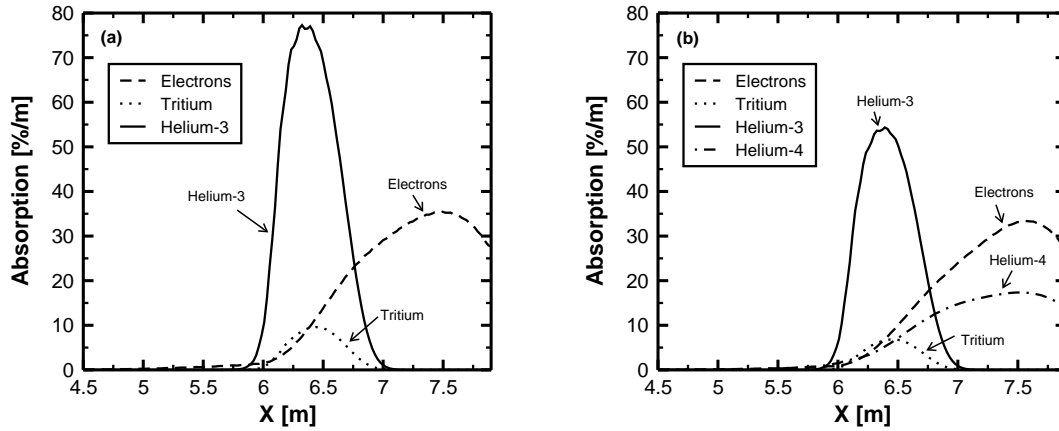 (a)
Electrons
Tritium
Helium-3
Helium-3
Electrons
Tritium
80
70
60
50
40
30
20
10
0
Absorption [%/m]
4.5 5 5.5 6 6.5 7 7.5
X [m]
(b)
Electrons
Tritium
Helium-3
Helium-4
Helium-3
Electrons
Helium-4
Tritium
80
70
60
50
40
30
20
10
0
Absorption [%/m]
4.5 5 5.5 6 6.5 7 7.5
X [m]